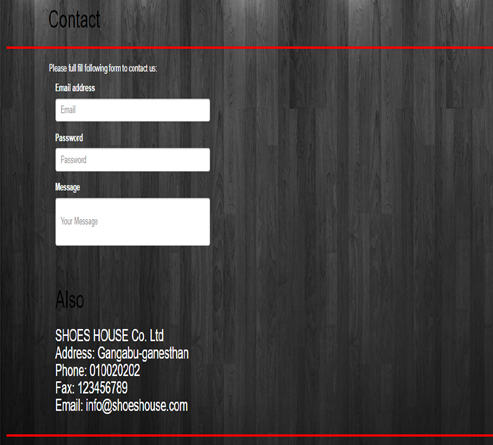 Contact
Please full fill following form to contact us:
Email address
Email
Password
Password
Message
Your Message
Also
SHOES HOUSE Co. Ltd
Address: Gangabu-ganesthan
Phone: 010020202
Fax: 123456789
Email: info@shoeshouse.com